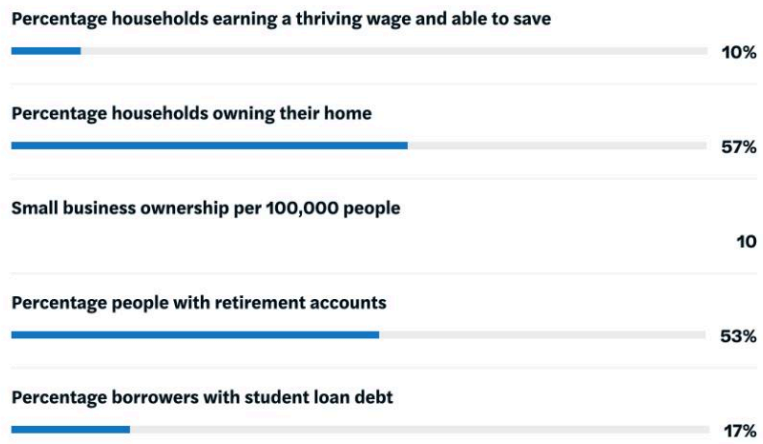 Percentage households earning a thriving wage and able to save
10%
Percentage households owning their home
57%
Small business ownership per 100,000 people
10
Percentage people with retirement accounts
53%
Percentage borrowers with student loan debt
17%